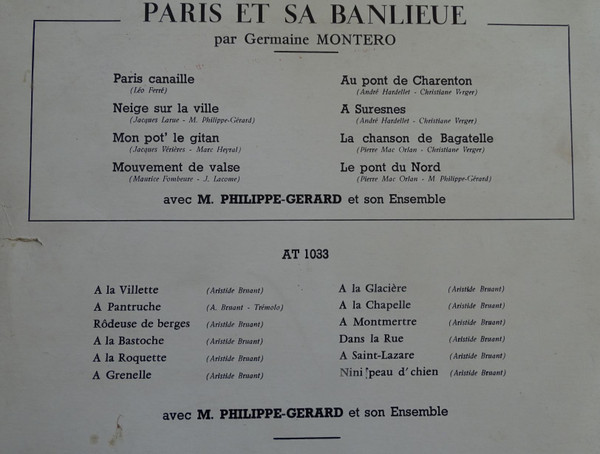 PARIS ET SA BANLIEUE
par Germaine MONTERO
Paris canaille
(Léo Ferré)
Neige sur la ville
(Jacques Larue - M. Philippe-Gérard)
Mon pot' le gitan
(Jacques Vérières - Marc Heyral)
Mouvement de valse
(Maurice Fombeure - J. Lacome)
Au pont de Charenton
(André Hardellet - Christiane Verger)
A Suresnes
(André Hardellet - Christiane Verger)
La chanson de Bagatelle
(Pierre Mac Orlan - Christiane Verger)
Le pont du Nord
(Pierre Mac Orlan - M. Philippe-Gérard)
avec M. PHILIPPE-GERARD et son Ensemble
AT 1033
A la Villette (Aristide Bruant)
A Pantruche (A. Bruant - Trémolo)
Rôdeuse de berges (Aristide Bruant)
A la Bastoche (Aristide Bruant)
A la Roquette (Aristide Bruant)
A Grenelle (Aristide Bruant)
A la Glacière (Aristide Bruant)
A la Chapelle (Aristide Bruant)
A Montmertre (Aristide Bruant)
Dans la Rue (Aristide Bruant)
A Saint-Lazare (Aristide Bruant)
Nini peau d'chien (Aristide Bruant)
avec M. PHILIPPE-GERARD et son Ensemble